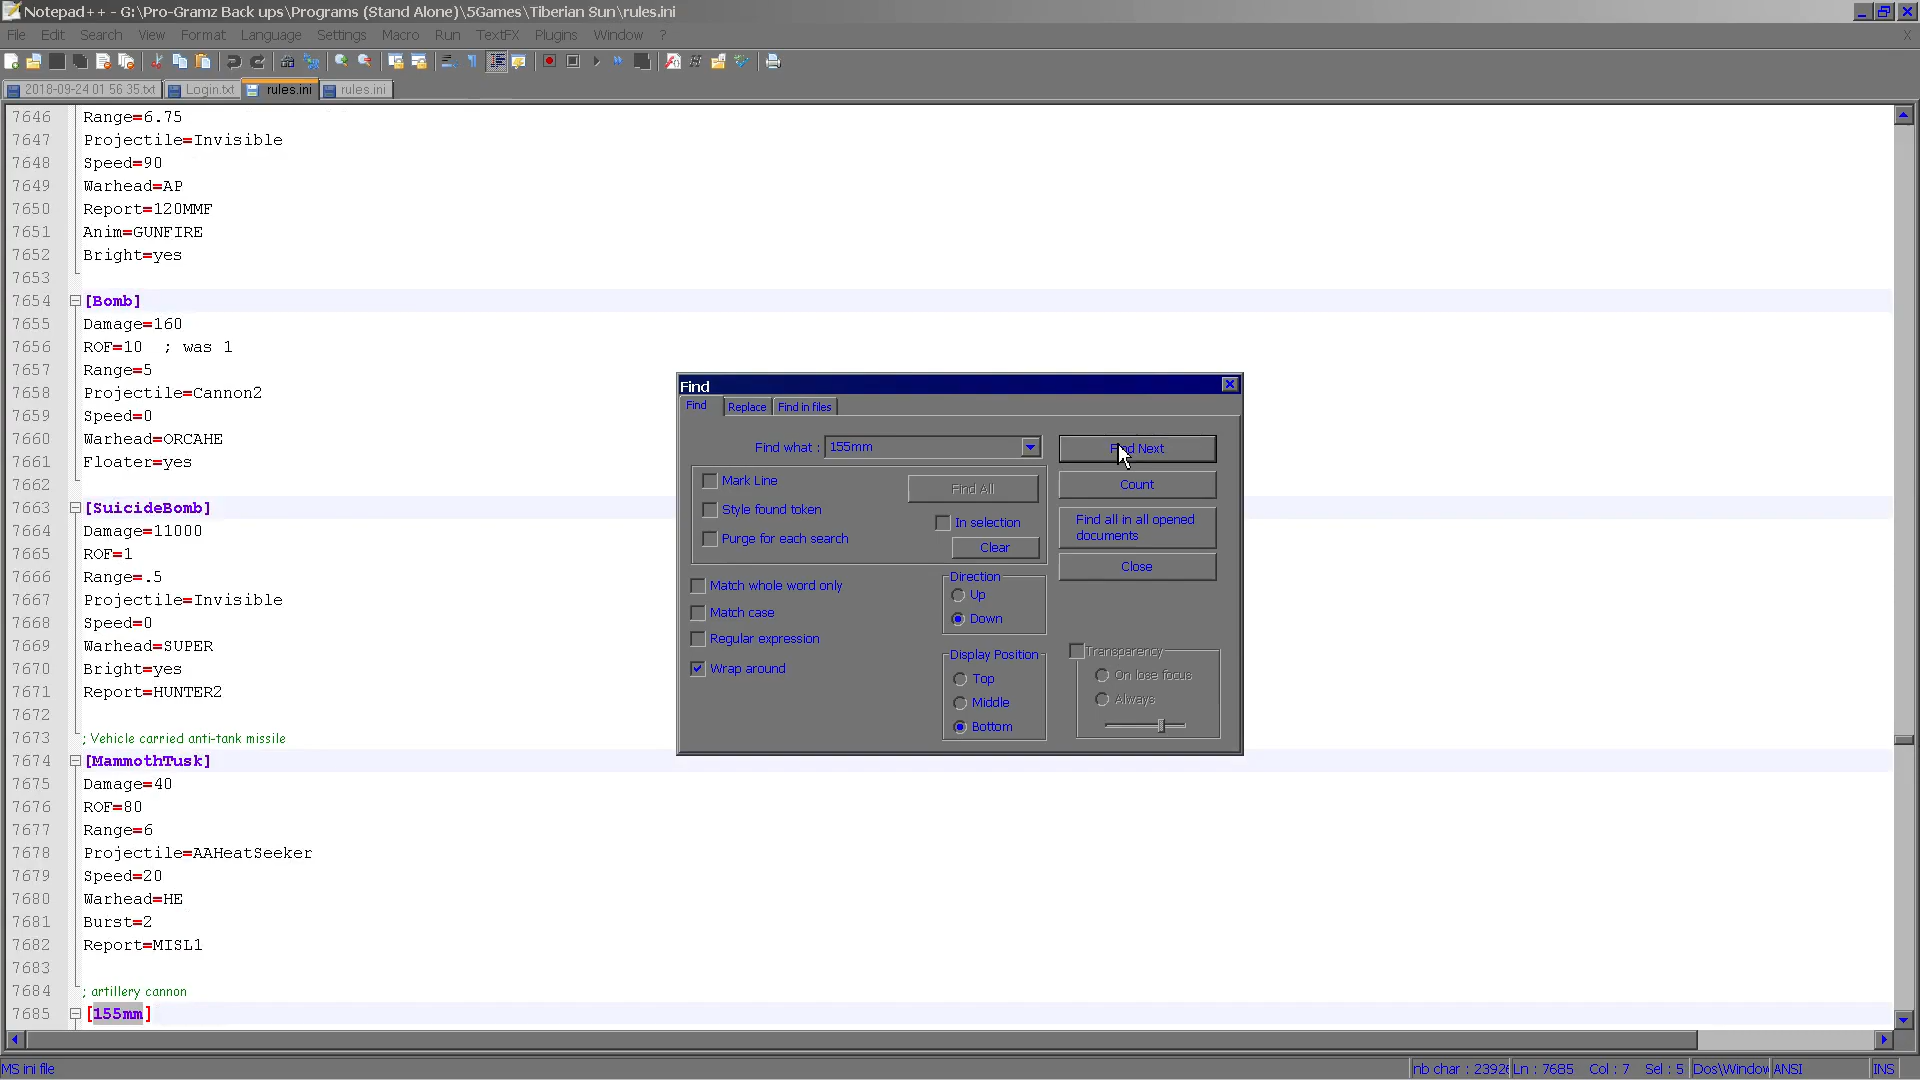 Notepad++ - G:\Pro-Gramz Back ups\Programs (Stand Alone)\5Games\Tiberian Sun\rules.ini
File Edit Search View Format Language Settings Macro Run TextFX Plugins Window ? X
2018-09-24 01 56 35.txt Login.txt rules.ini rules.ini
7646 Range=6.75
7647 Projectile=Invisible
7648 Speed=90
7649 Warhead=AP
7650 Report=120MMF
7651 Anim=GUNFIRE
7652 Bright=yes
7653
7654 [Bomb]
7655 Damage=160
7656 ROF=10 ; was 1
7657 Range=5
7658 Projectile=Cannon2
7659 Speed=0
7660 Warhead=ORCAHE
7661 Floater=yes
7662
7663 [SuicideBomb]
7664 Damage=11000
7665 ROF=1
7666 Range=.5
7667 Projectile=Invisible
7668 Speed=0
7669 Warhead=SUPER
7670 Bright=yes
7671 Report=HUNTER2
7672
7673 ; Vehicle carried anti-tank missile
7674 [MammothTusk]
7675 Damage=40
7676 ROF=80
7677 Range=6
7678 Projectile=AAHeatSeeker
7679 Speed=20
7680 Warhead=HE
7681 Burst=2
7682 Report=MISL1
7683
7684 ; artillery cannon
7685 [155mm]
Find
Find Replace Find in files
Find what : 155mm Find Next
Mark Line Find All Count
Style found token
In selection
Find all in all opened
documents
Purge for each search Clear
Close
Match whole word only
Match case
Regular expression
Wrap around
Direction
Up
Down
Display Position
Top
Middle
Bottom
Transparency
On lose focus
Always
MS ini file nb char : 2392 Ln : 7685 Col : 7 Sel : 5 Dos\Window ANSI INS